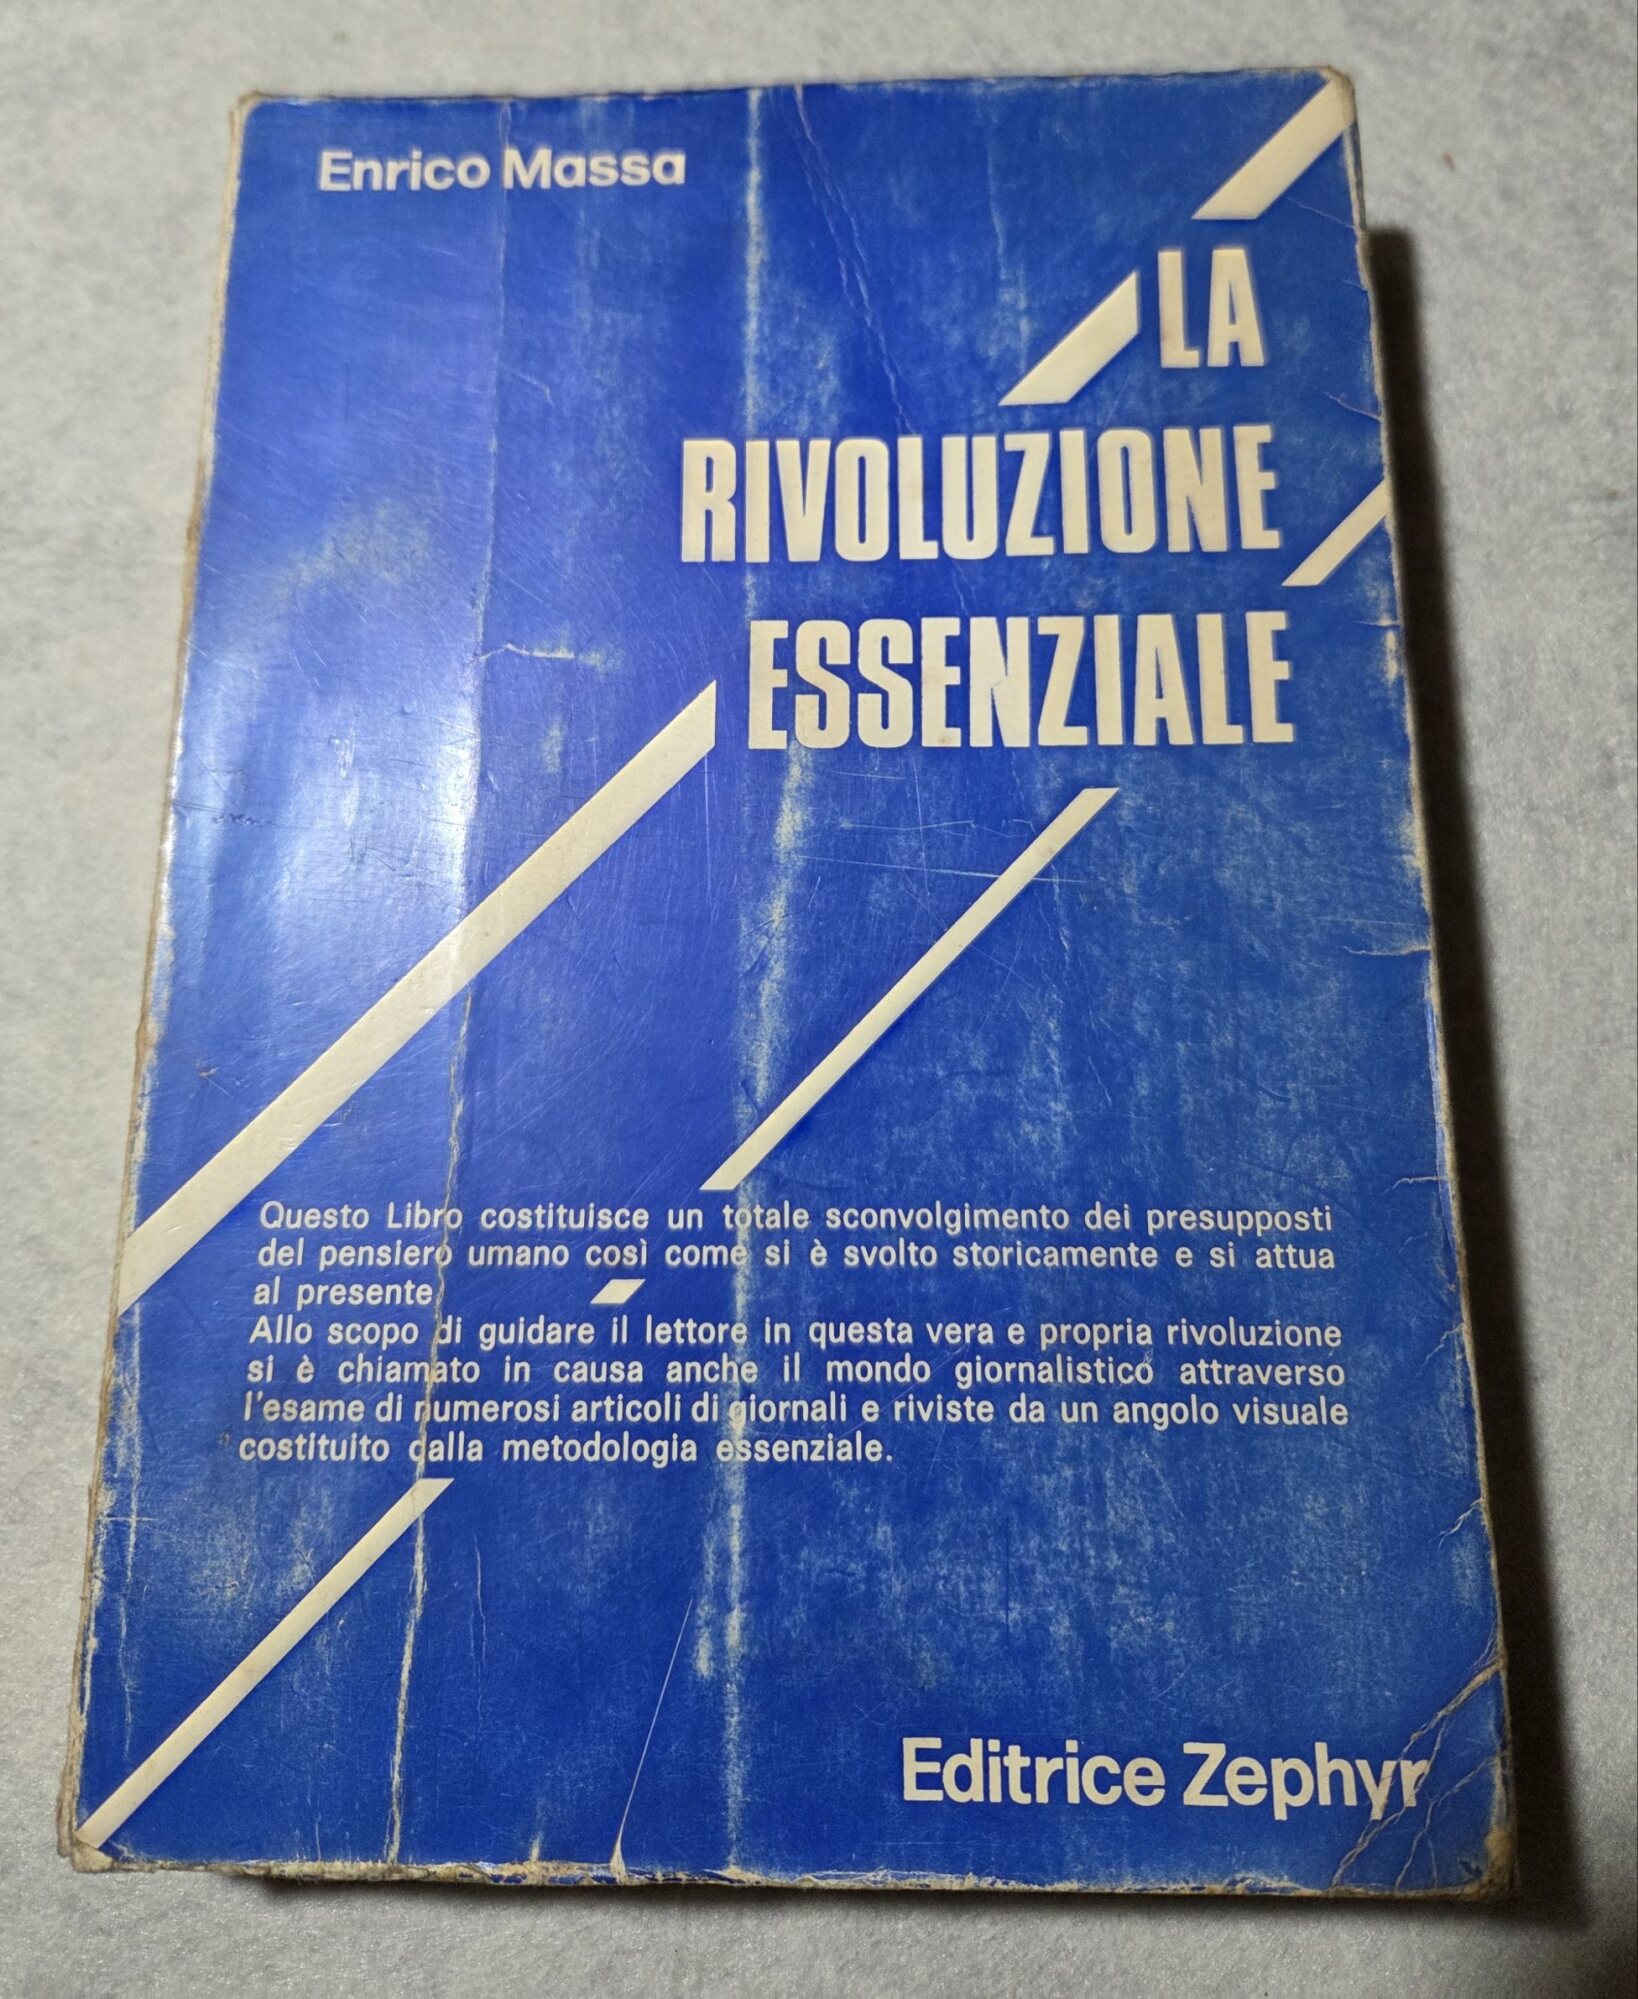 Enrico Massa
LA
RIVOLUZIONE
ESSENZIALE
Questo Libro costituisce un totale sconvolgimento dei presupposti
del pensiero umano così come si è svolto storicamente e si attua
al presente
Allo scopo di guidare il lettore in questa vera e propria rivoluzione
si è chiamato in causa anche il mondo giornalistico attraverso
l'esame di numerosi articoli di giornali e riviste da un angolo visuale
costituito dalla metodologia essenziale.
Editrice Zephyr